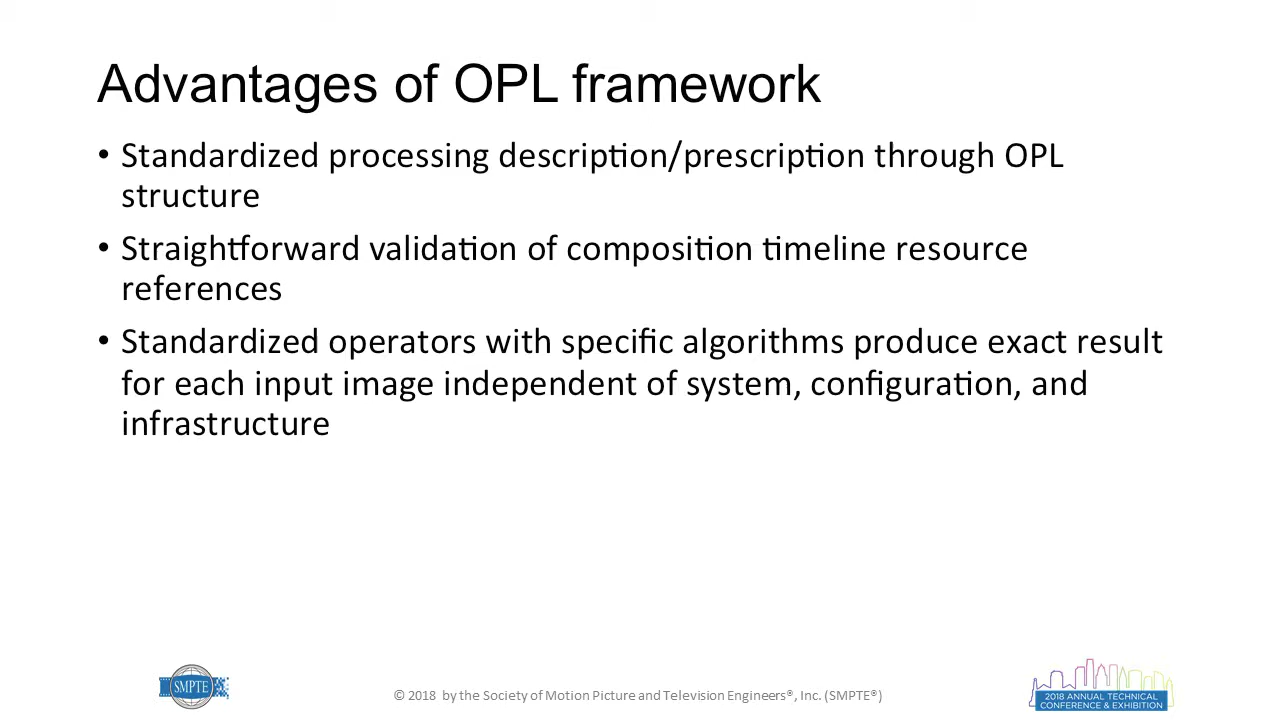 Advantages of OPL framework
• Standardized processing description/prescription through OPL
structure
• Straightforward validation of composition timeline resource
references
• Standardized operators with specific algorithms produce exact result
for each input image independent of system, configuration, and
infrastructure
SMPTE
© 2018 by the Society of Motion Picture and Television Engineers®, Inc. (SMPTE®)
2018 ANNUAL TECHNICAL
CONFERENCE & EXHIBITION